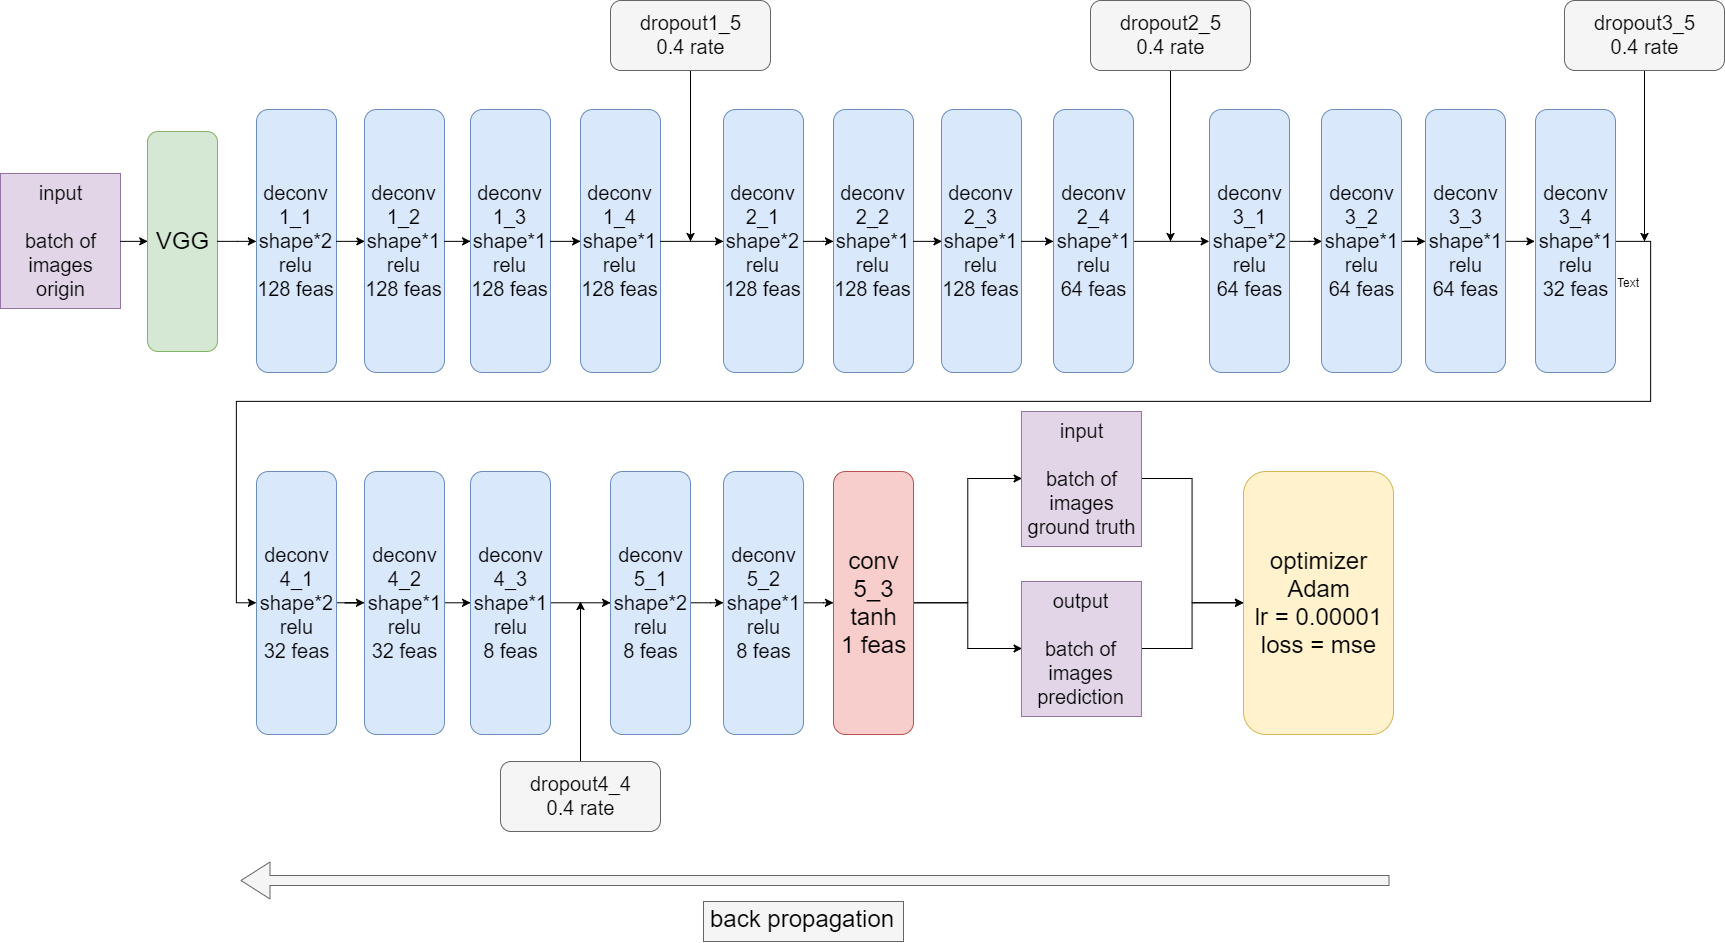 dropout1_5
0.4 rate
dropout2_5
0.4 rate
dropout3_5
0.4 rate
input
batch of
images
origin
VGG
deconv
1_1
shape*2
relu
128 feas
deconv
1_2
shape*1
relu
128 feas
deconv
1_3
shape*1
relu
128 feas
deconv
1_4
shape*1
relu
128 feas
deconv
2_1
shape*2
relu
128 feas
deconv
2_2
shape*1
relu
128 feas
deconv
2_3
shape*1
relu
128 feas
deconv
2_4
shape*1
relu
64 feas
deconv
3_1
shape*2
relu
64 feas
deconv
3_2
shape*1
relu
64 feas
deconv
3_3
shape*1
relu
64 feas
deconv
3_4
shape*1
relu
32 feas
Text
deconv
4_1
shape*2
relu
32 feas
deconv
4_2
shape*1
relu
32 feas
deconv
4_3
shape*1
relu
8 feas
deconv
5_1
shape*2
relu
8 feas
deconv
5_2
shape*1
relu
8 feas
conv
5_3
tanh
1 feas
input
batch of
images
ground truth
output
batch of
images
prediction
optimizer
Adam
lr = 0.00001
loss = mse
dropout4_4
0.4 rate
back propagation